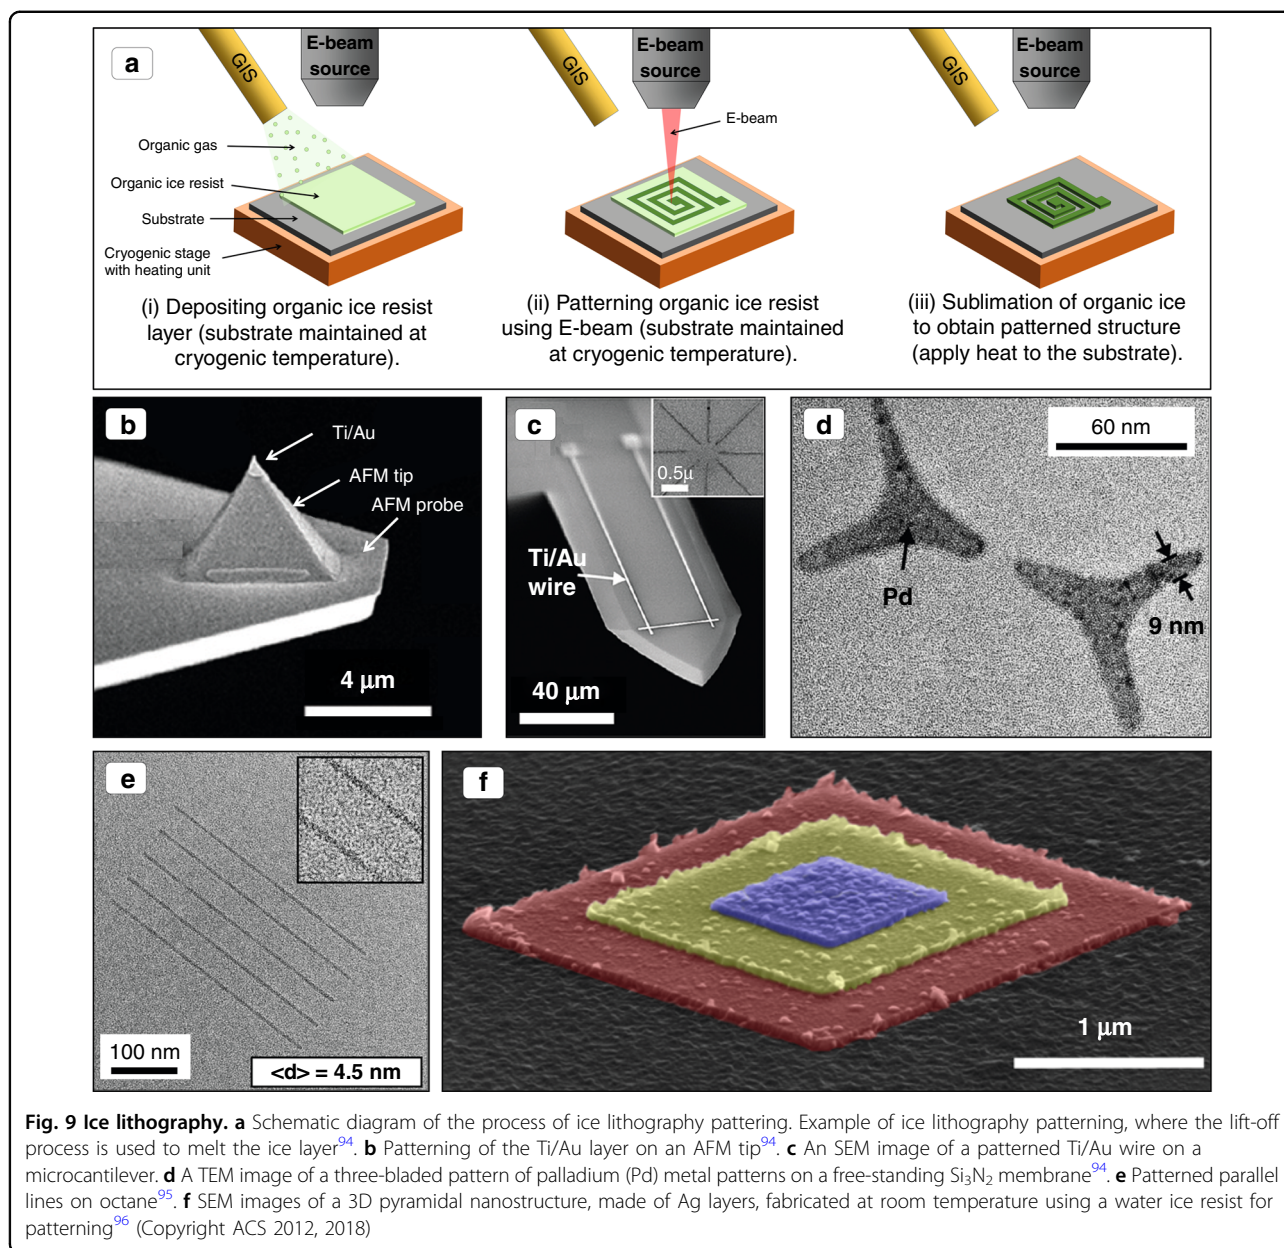 a
GIS
E-beam
source
Organic gas
Organic ice resist
Substrate
Cryogenic stage
with heating unit
(i) Depositing organic ice resist
layer (substrate maintained at
cryogenic temperature).
GIS
E-beam
source
E-beam
(ii) Patterning organic ice resist
using E-beam (substrate maintained
at cryogenic temperature).
GIS
E-beam
source
(iii) Sublimation of organic ice
to obtain patterned structure
(apply heat to the substrate).
b
Ti/Au
AFM tip
AFM probe
4 μm
c
0.5μ
Ti/Au
wire
40 μm
d
60 nm
Pd
9 nm
e
100 nm
<d> = 4.5 nm
f
1 μm
Fig. 9 Ice lithography. a Schematic diagram of the process of ice lithography pattering. Example of ice lithography patterning, where the lift-off
process is used to melt the ice layer94. b Patterning of the Ti/Au layer on an AFM tip94. c An SEM image of a patterned Ti/Au wire on a
microcantilever. d A TEM image of a three-bladed pattern of palladium (Pd) metal patterns on a free-standing Si3N2 membrane94. e Patterned parallel
lines on octane95. f SEM images of a 3D pyramidal nanostructure, made of Ag layers, fabricated at room temperature using a water ice resist for
patterning96 (Copyright ACS 2012, 2018)